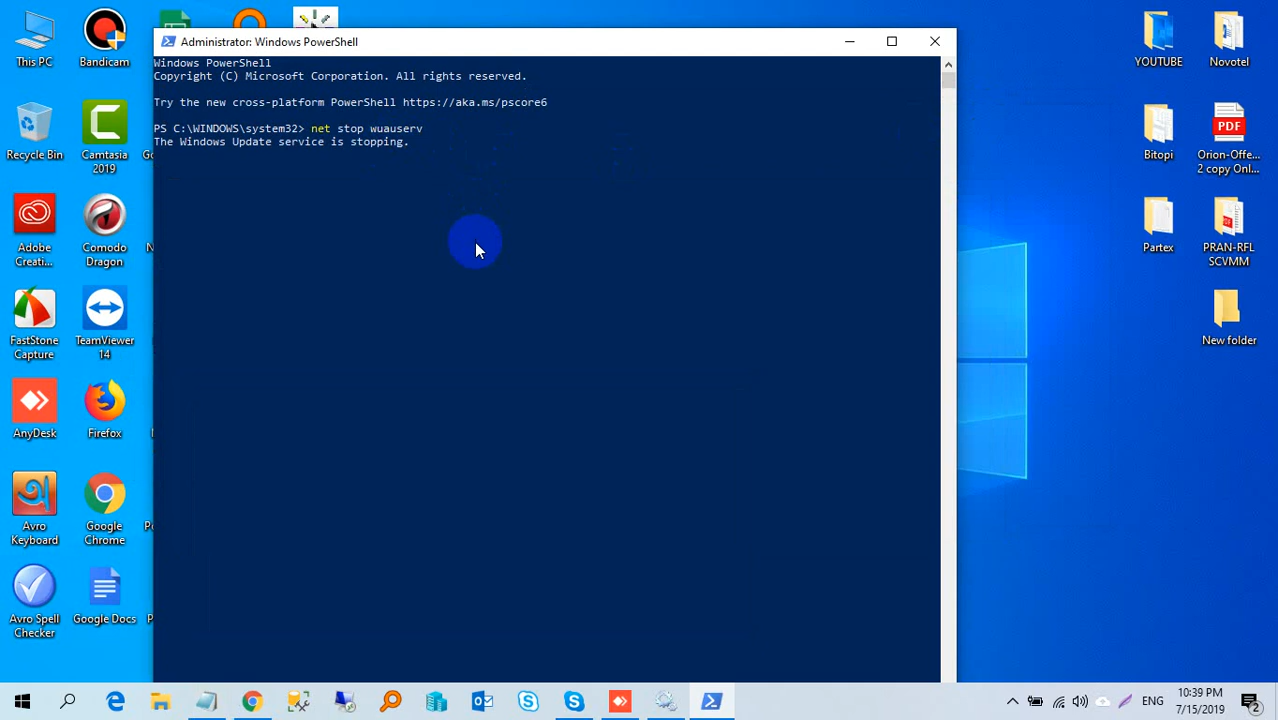 This PC
Bandicam
Administrator: Windows PowerShell
Windows PowerShell
Copyright (C) Microsoft Corporation. All rights reserved.
Try the new cross-platform PowerShell https://aka.ms/pscore6
PS C:\WINDOWS\system32> net stop wuauserv
The Windows Update service is stopping.
Recycle Bin
Camtasia
2019
Adobe
Creati...
Comodo
Dragon
FastStone
Capture
TeamViewer
14
AnyDesk
Firefox
Avro
Keyboard
Google
Chrome
Avro Spell
Checker
Google Docs
YOUTUBE
Novotel
Bitopi
PDF
Orion-Offe...
2 copy Onl...
Partex
PRAN-RFL
SCVMM
New folder
ENG
10:39 PM
7/15/2019
2